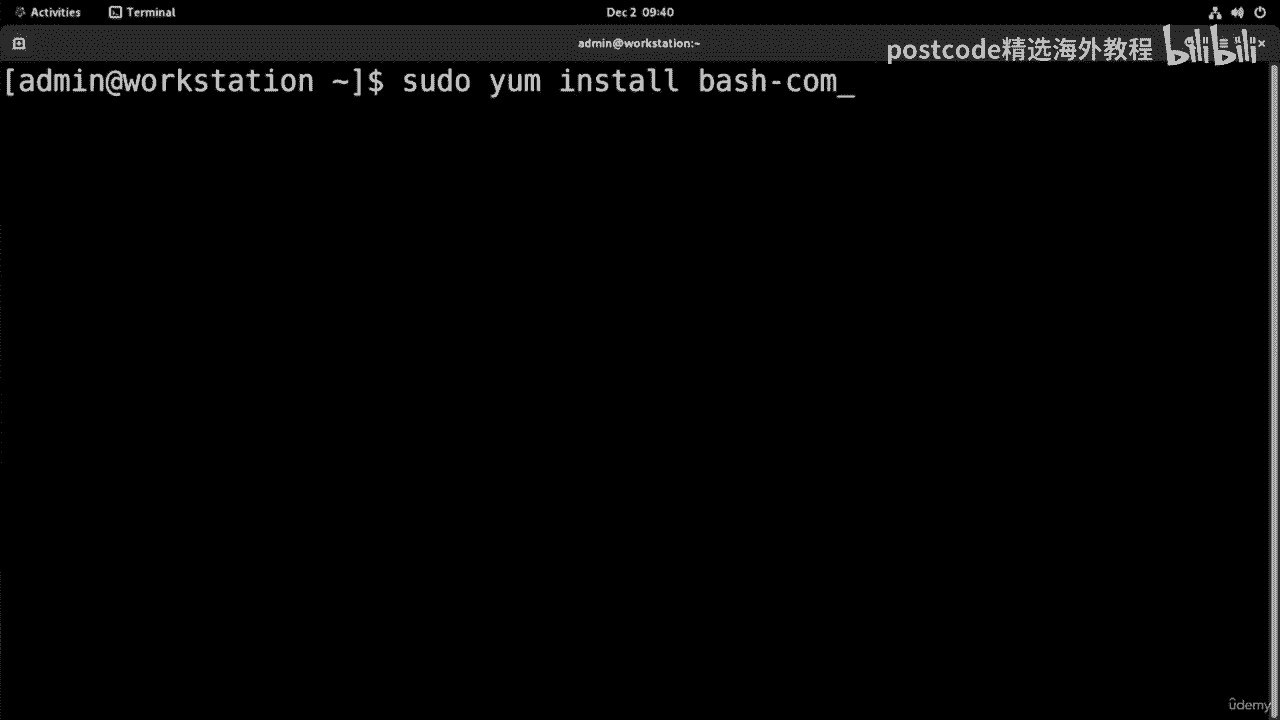 Activities
Terminal
Dec 2 09:40
admin@workstation:~
postcode精选海外教程 bilibili
[admin@workstation ~]$ sudo yum install bash-com_
ûdemy